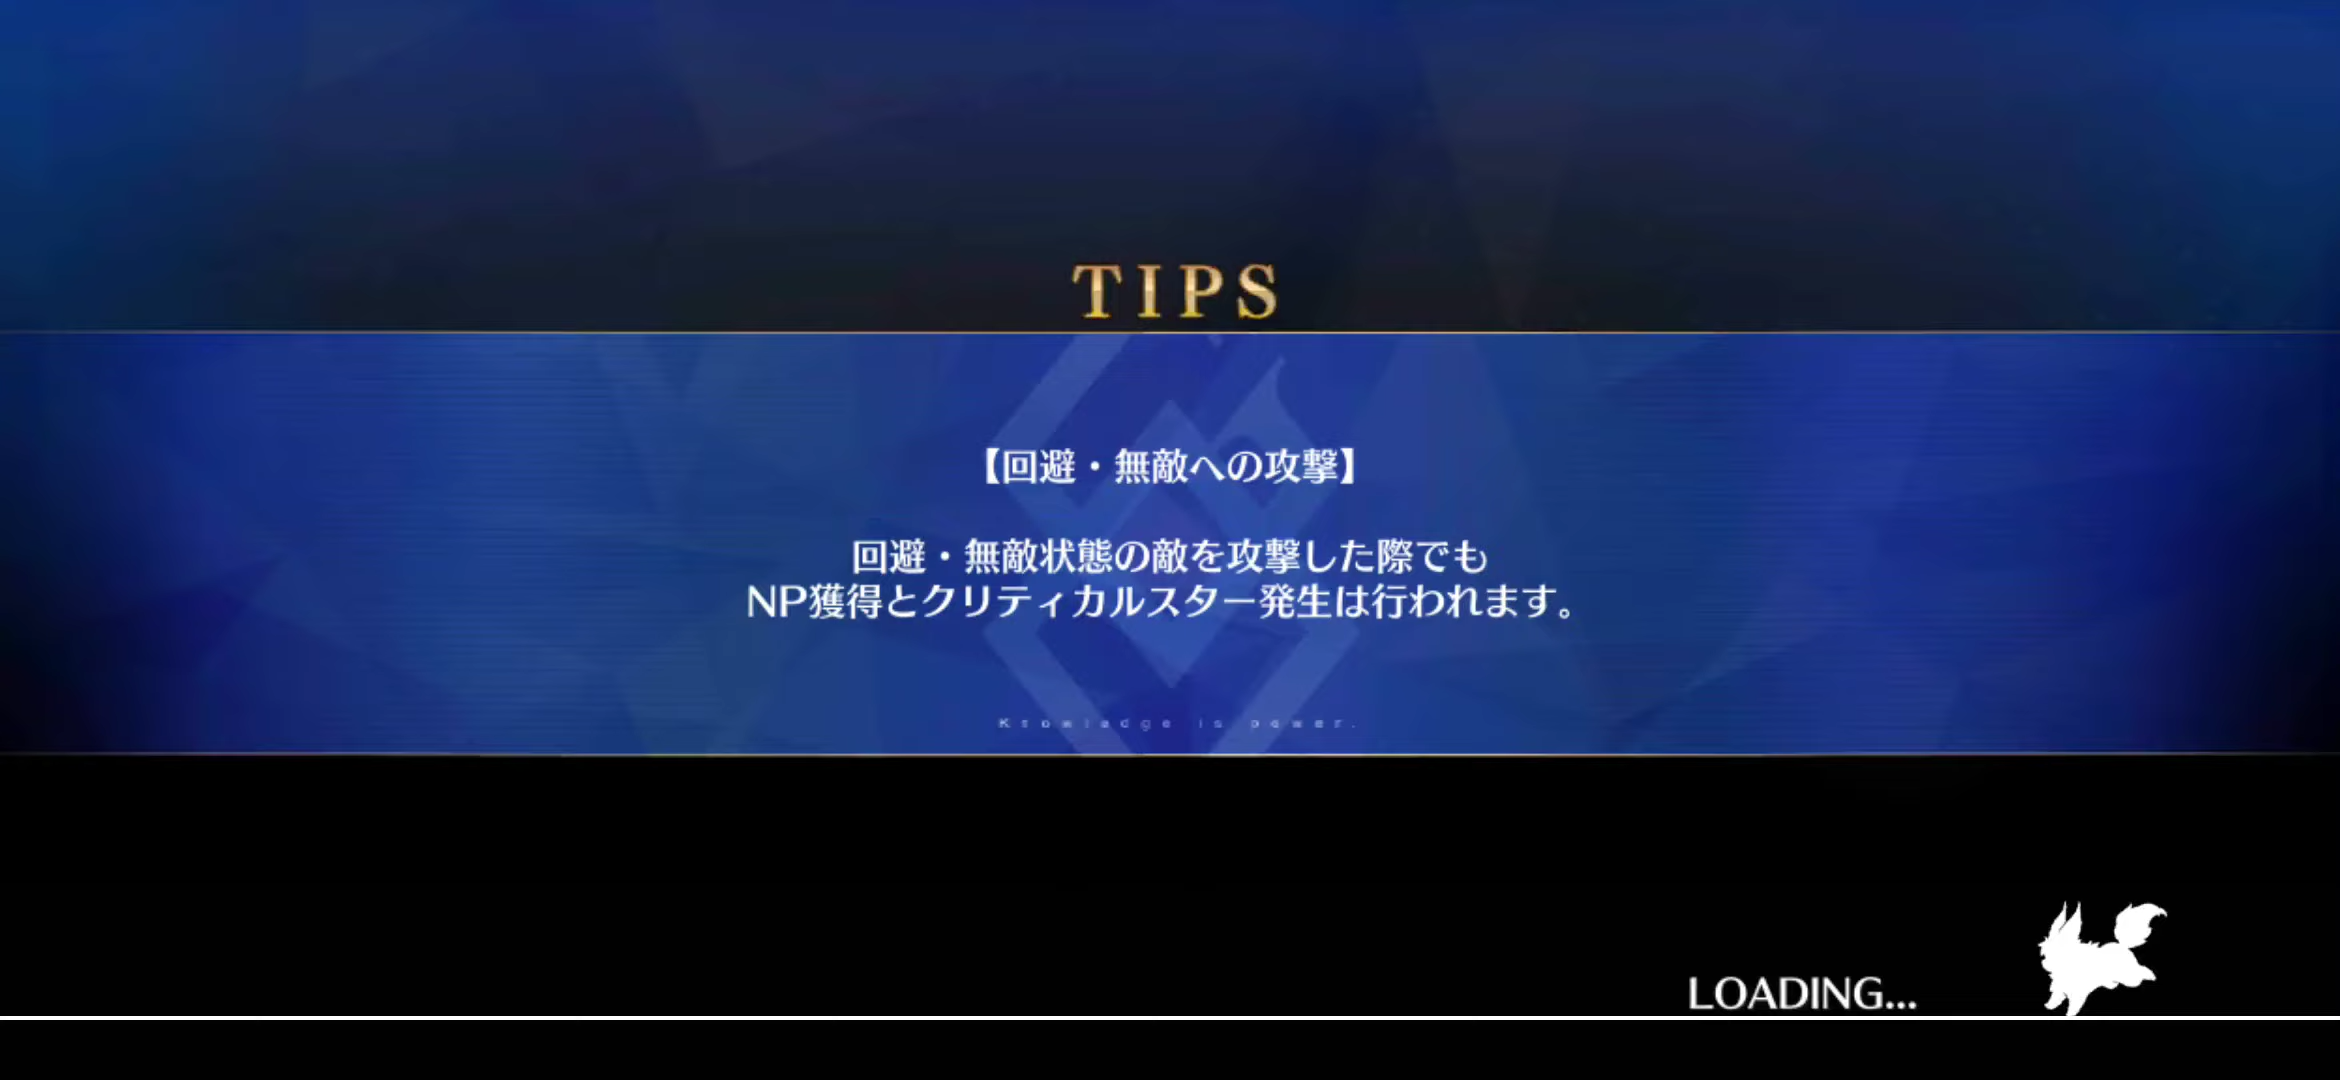 TIPS
【回避・無敵への攻撃】
回避・無敵状態の敵を攻撃した際でも
NP獲得とクリティカルスター発生は行われます。
Knowledge is power.
LOADING...